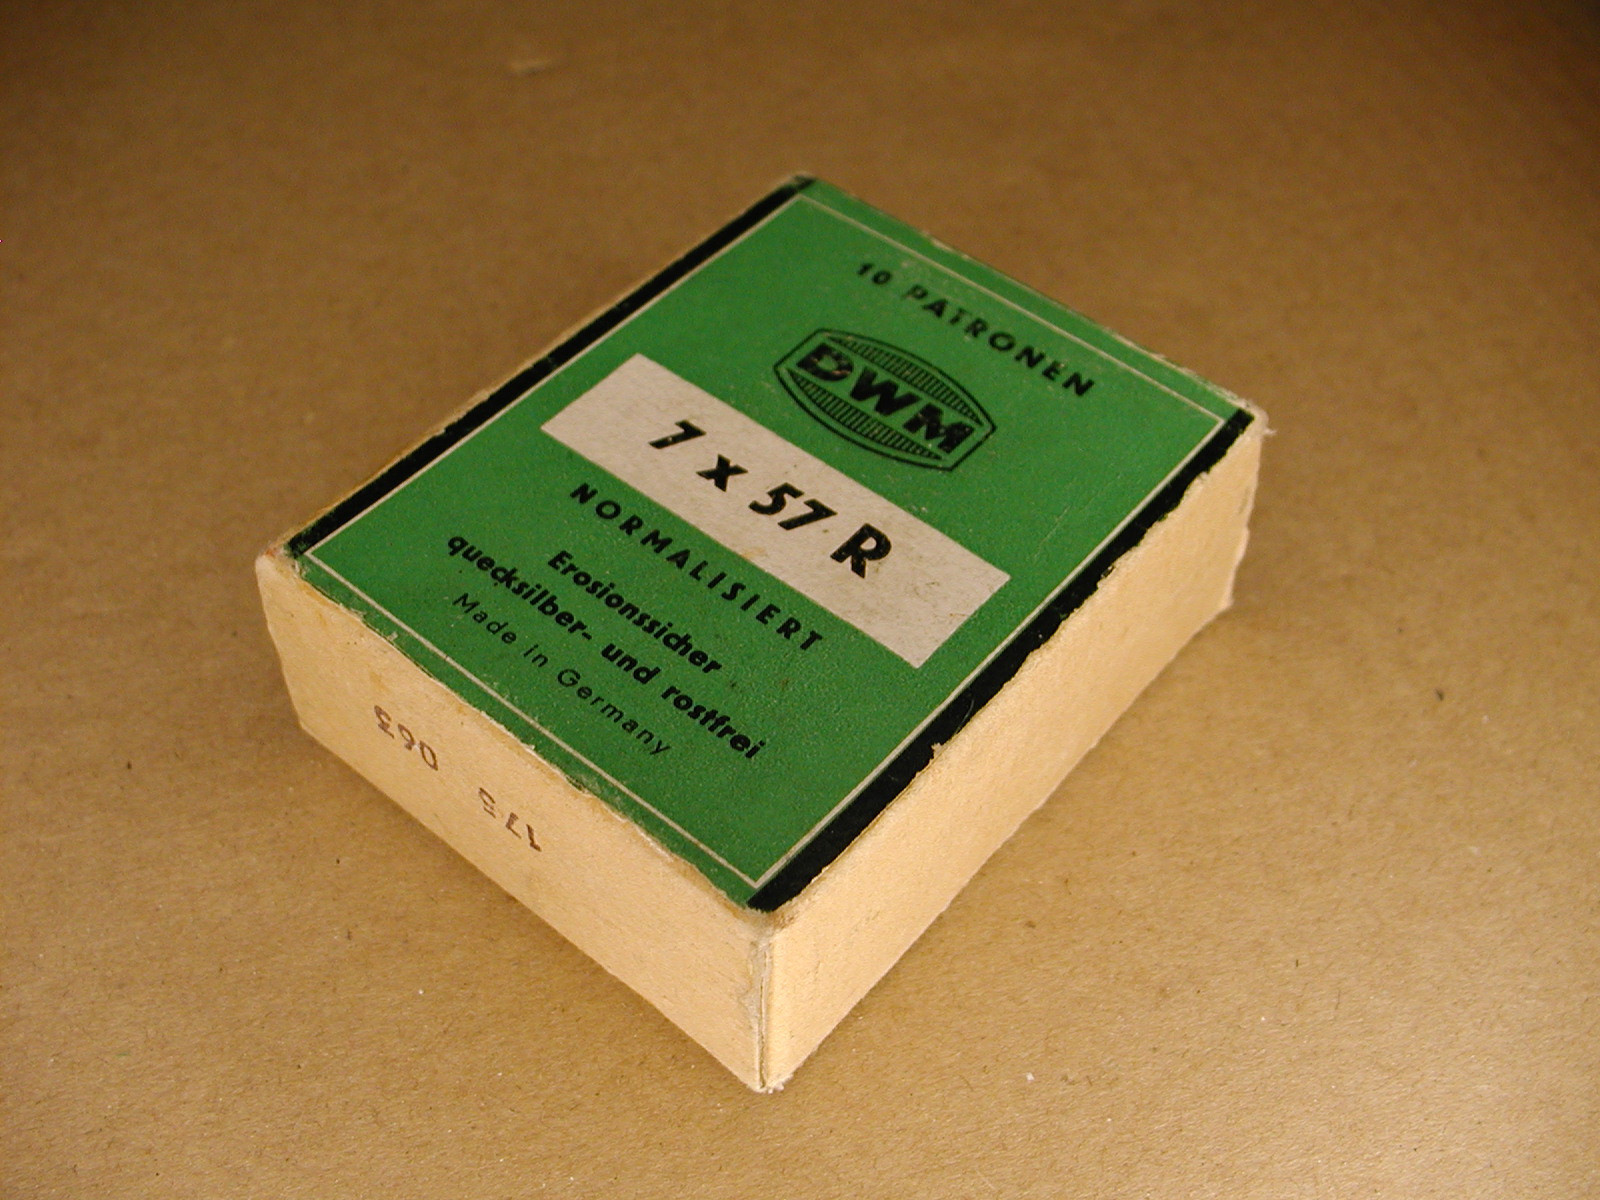 10 PATRONEN
DWM
7 x 57 R
NORMALISIERT
Erosionssicher
quecksilber- und rostfrei
Made in Germany
063
175